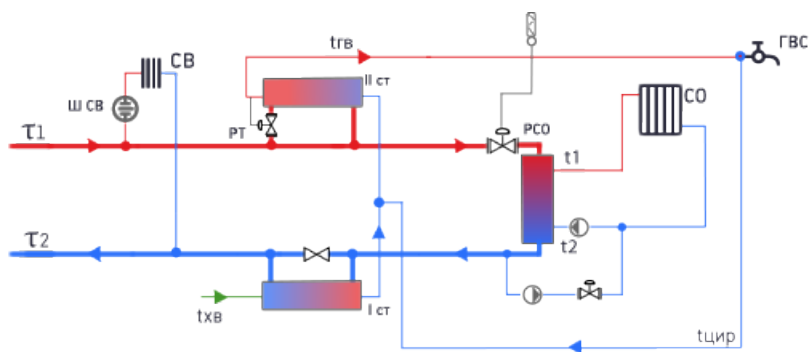 ГВС
tгв
СВ
II ст
СО
Ш СВ
РТ
РСО
τ1
t1
τ2
t2
I ст
tхв
tцир